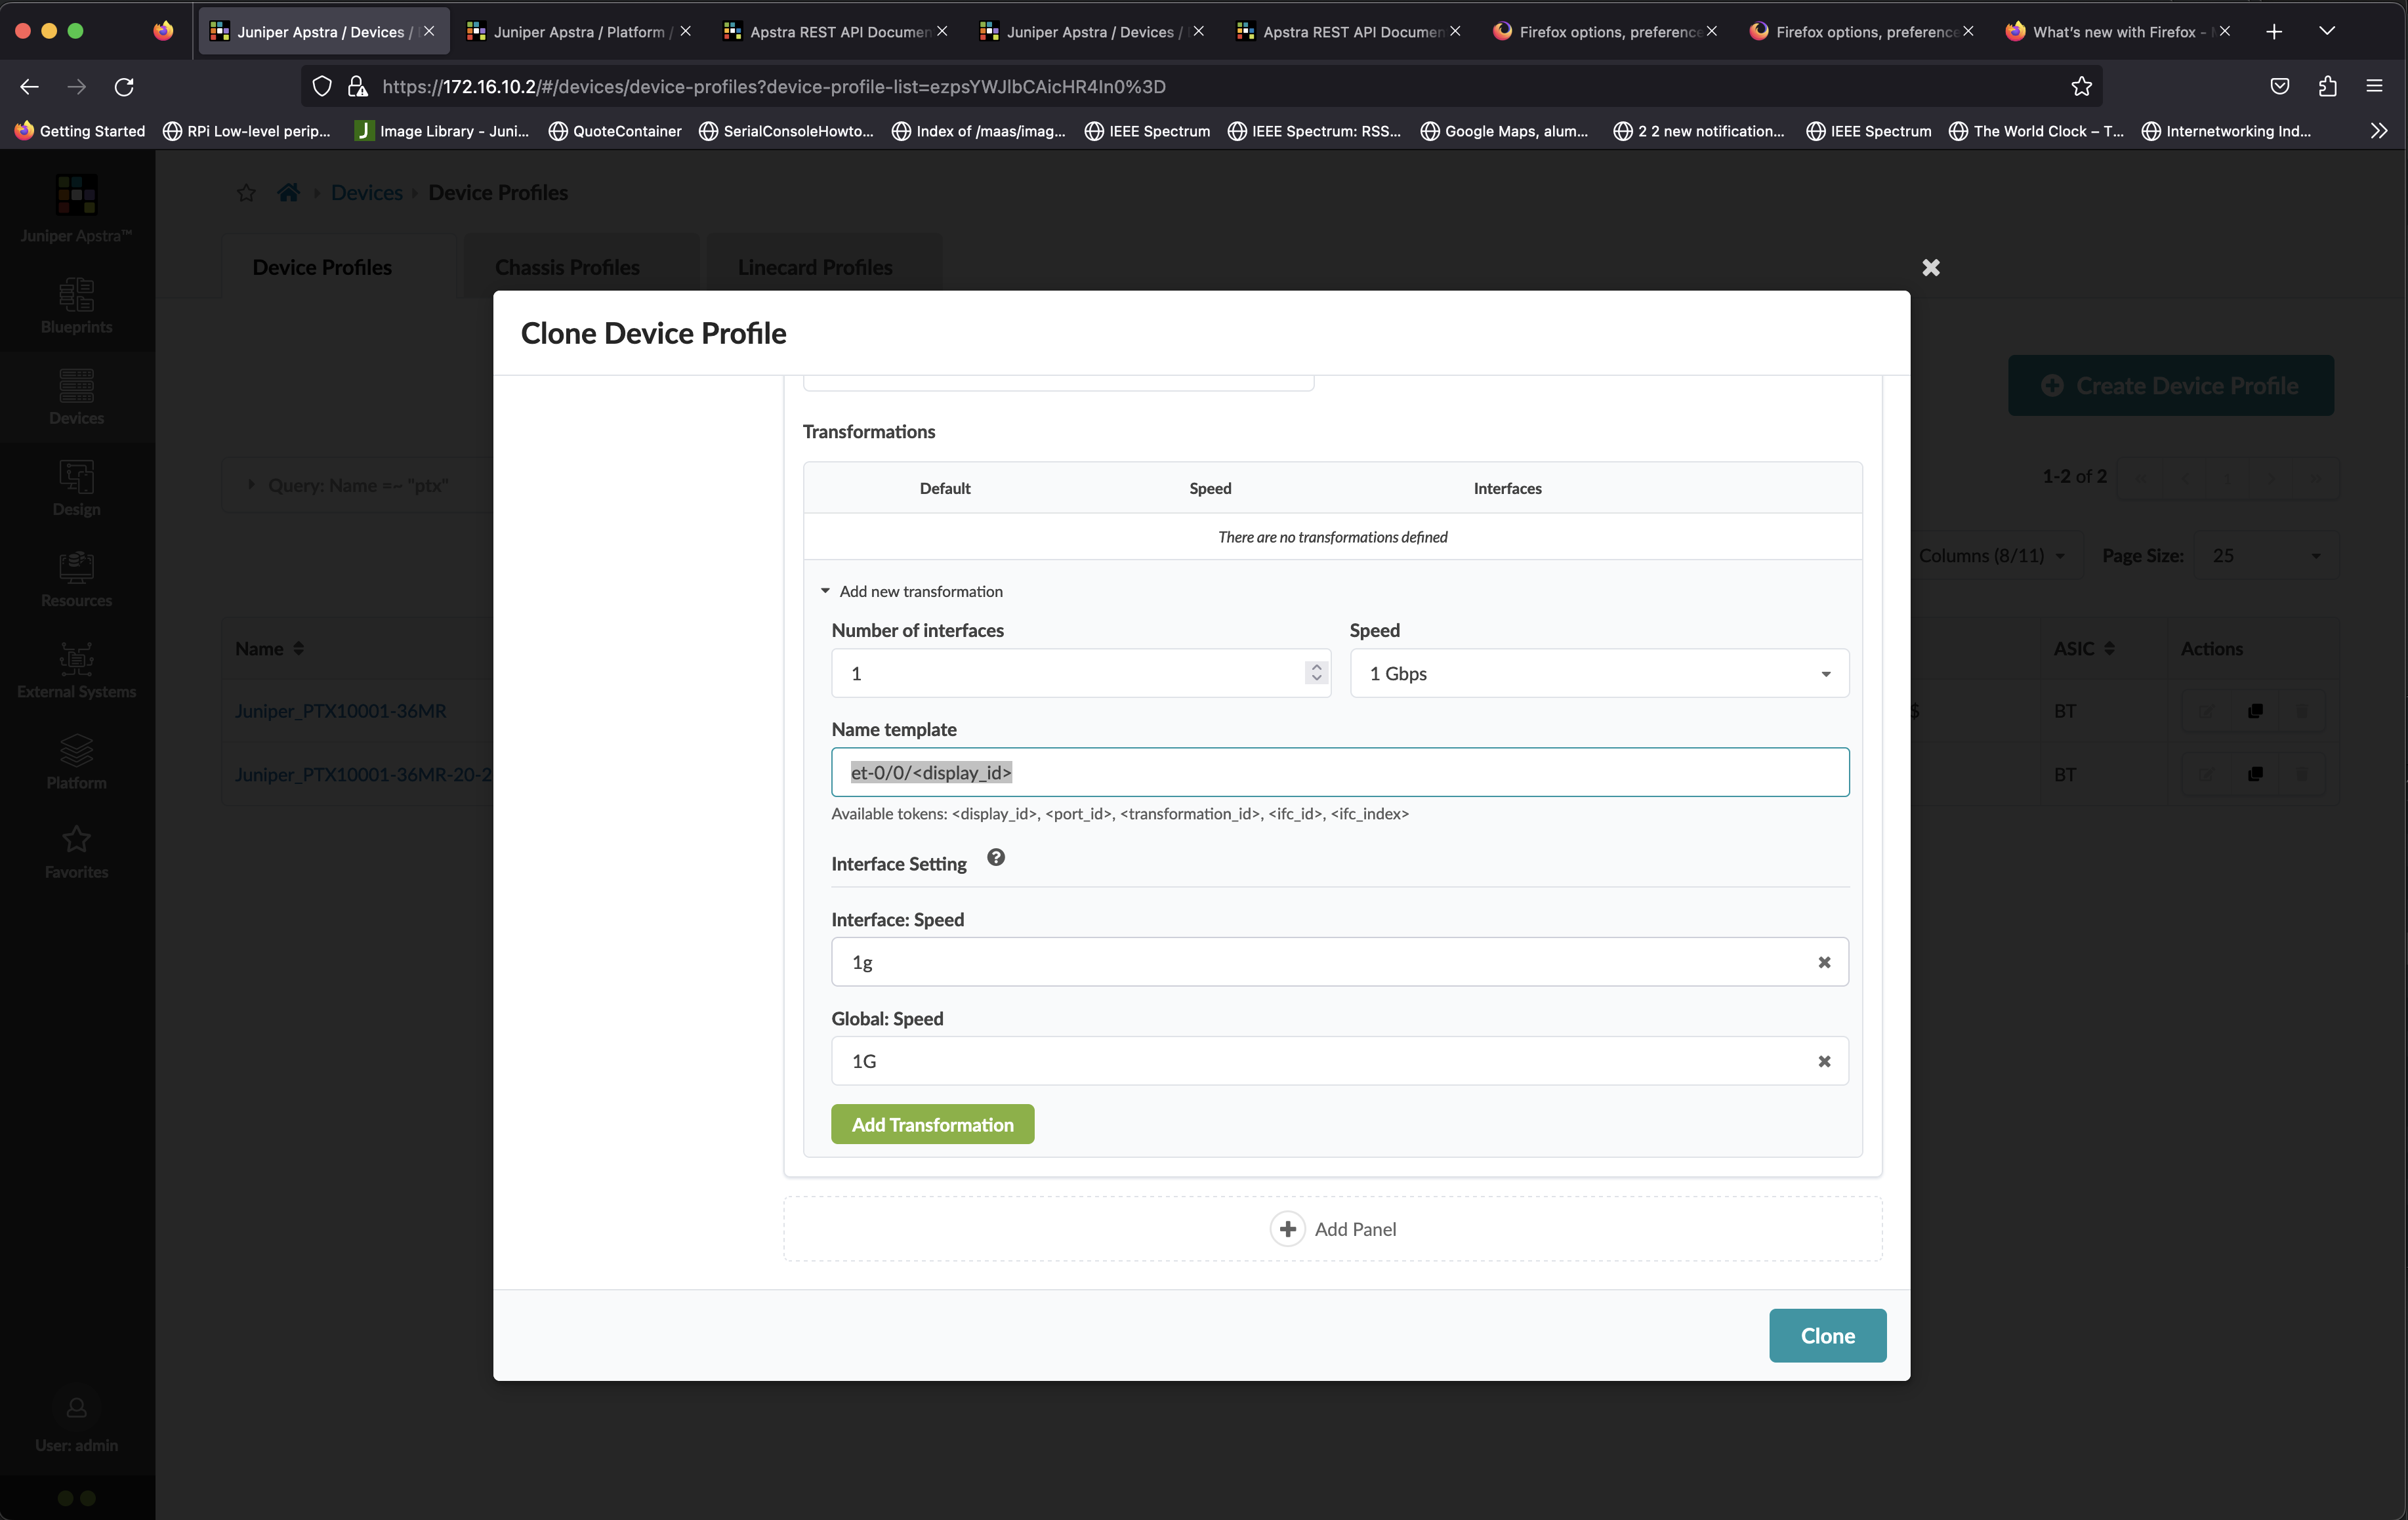 Juniper Apstra / Devices /
Juniper Apstra / Platform /
Apstra REST API Documen
Juniper Apstra / Devices /
Apstra REST API Documen
Firefox options, preference
Firefox options, preference
What's new with Firefox -
https://172.16.10.2/#/devices/device-profiles?device-profile-list=ezpsYWJlbCAicHR4In0%3D
Getting Started
RPi Low-level perip...
Image Library - Juni...
QuoteContainer
SerialConsoleHowto...
Index of /maas/imag...
IEEE Spectrum
IEEE Spectrum: RSS...
Google Maps, alum...
2 2 new notification...
IEEE Spectrum
The World Clock – T...
Internetworking Ind...
Juniper Apstra™
Blueprints
Devices
Design
Resources
External Systems
Platform
Favorites
User: admin
Devices
Device Profiles
Device Profiles
Chassis Profiles
Linecard Profiles
Create Device Profile
Query: Name =~ "ptx"
1-2 of 2
1
Columns (8/11)
Page Size:
25
Name
ASIC
Actions
Juniper_PTX10001-36MR
$
BT
Juniper_PTX10001-36MR-20-2
BT
Clone Device Profile
Transformations
Default
Speed
Interfaces
There are no transformations defined
Add new transformation
Number of interfaces
Speed
1
1 Gbps
Name template
et-0/0/<display_id>
Available tokens: <display_id>, <port_id>, <transformation_id>, <ifc_id>, <ifc_index>
Interface Setting
Interface: Speed
1g
Global: Speed
1G
Add Transformation
Add Panel
Clone